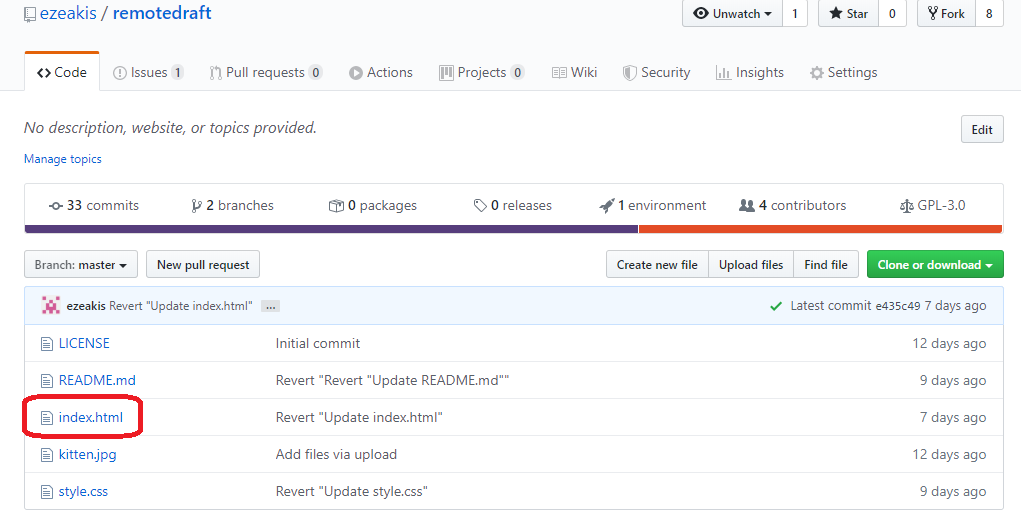 ezeakis / remotedraft Unwatch 1 Star 0 Fork 8
Code Issues 1 Pull requests 0 Actions Projects 0 Wiki Security Insights Settings
No description, website, or topics provided. Edit
Manage topics
33 commits 2 branches 0 packages 0 releases 1 environment 4 contributors GPL-3.0
Branch: master New pull request Create new file Upload files Find file Clone or download
ezeakis Revert "Update index.html" ... Latest commit e435c49 7 days ago
LICENSE Initial commit 12 days ago
README.md Revert "Revert "Update README.md"" 9 days ago
index.html Revert "Update index.html" 7 days ago
kitten.jpg Add files via upload 12 days ago
style.css Revert "Update style.css" 9 days ago